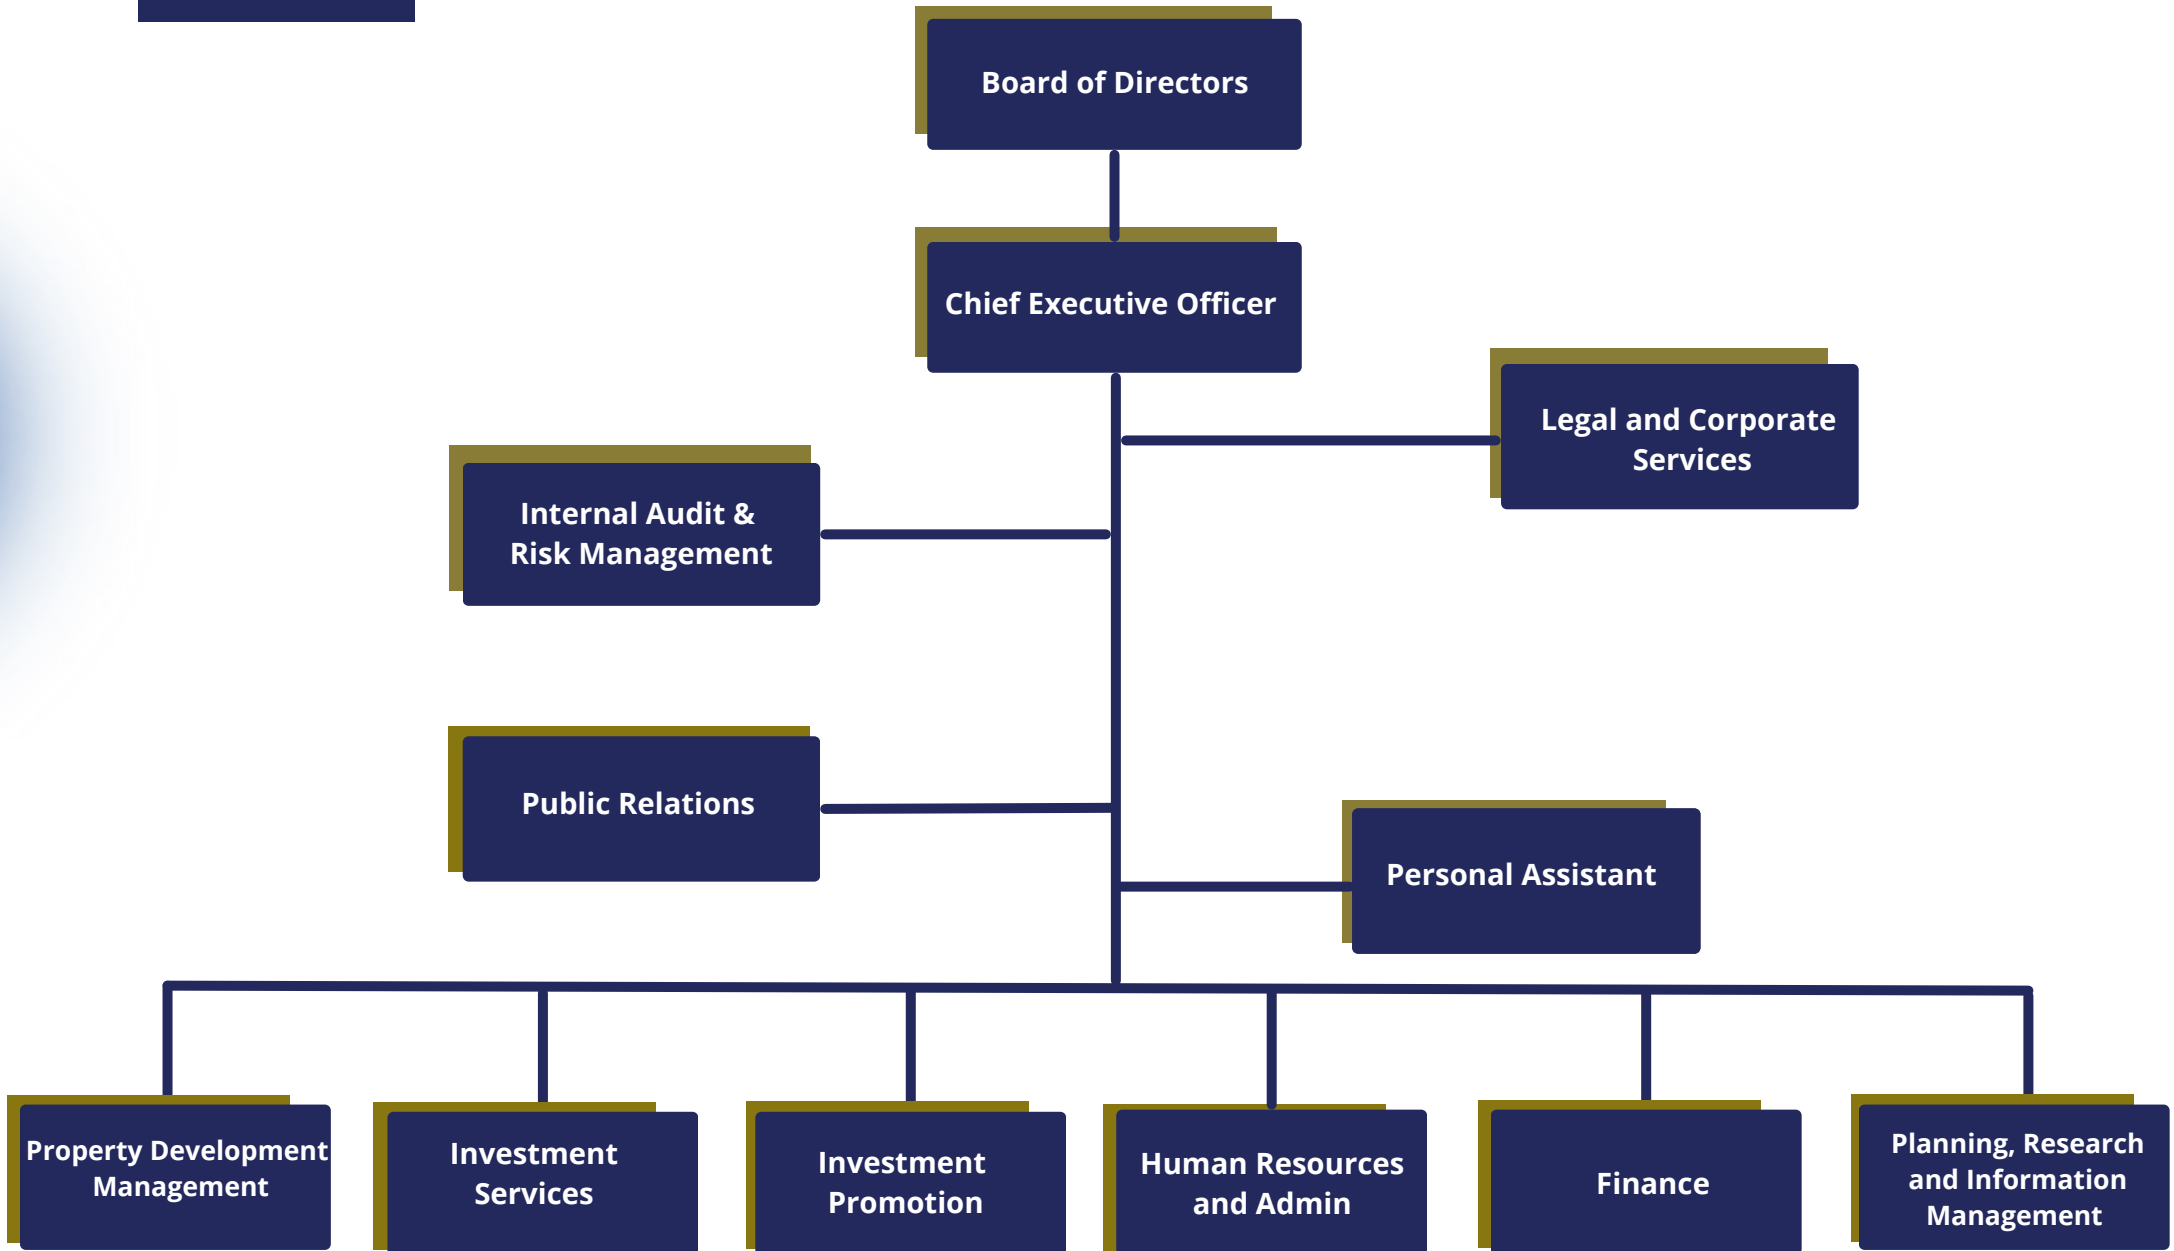 Board of Directors
Chief Executive Officer
Legal and Corporate
Services
Internal Audit &
Risk Management
Public Relations
Personal Assistant
Property Development
Management
Investment
Services
Investment
Promotion
Human Resources
and Admin
Finance
Planning, Research
and Information
Management